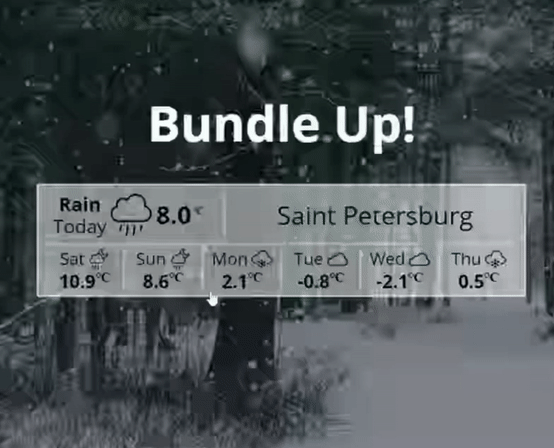 Bundle Up!
Rain
Today
8.0°C
Saint Petersburg
Sat Sun Mon Tue Wed Thu
10.9°C 8.6°C 2.1°C -0.8°C -2.1°C 0.5°C